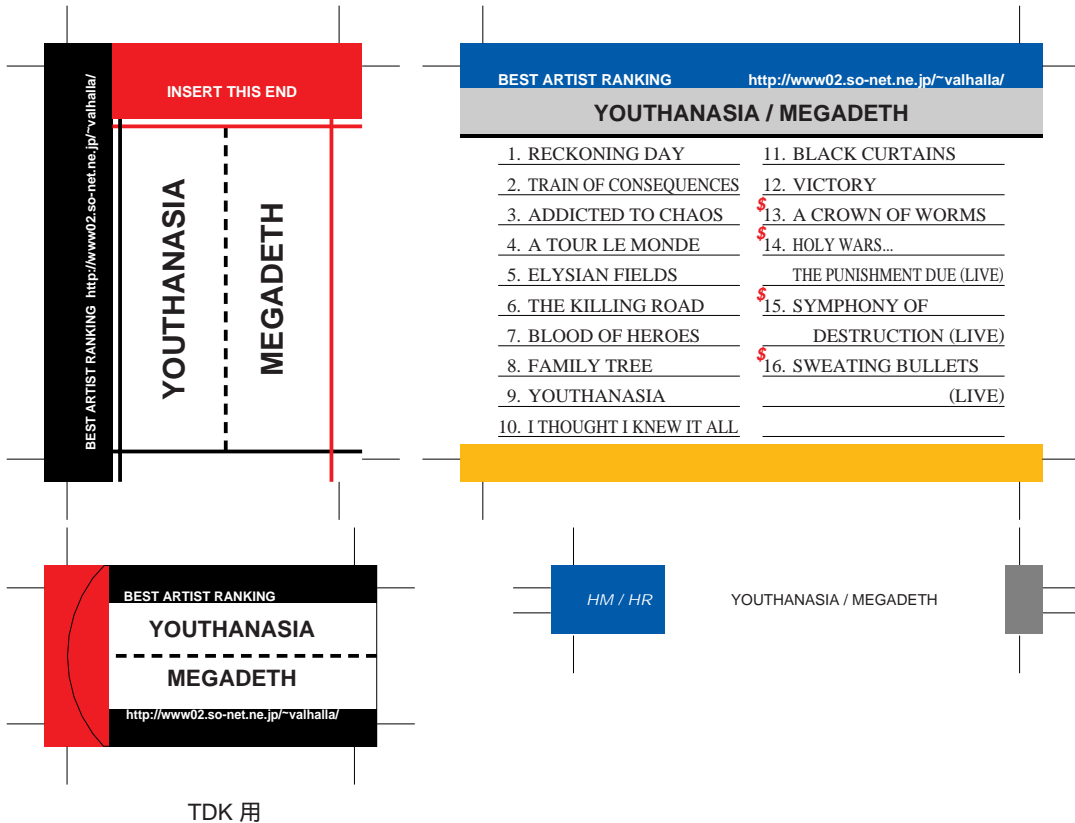 INSERT THIS END
BEST ARTIST RANKING http://www02.so-net.ne.jp/~valhalla/
YOUTHANASIA
MEGADETH
BEST ARTIST RANKING http://www02.so-net.ne.jp/~valhalla/
YOUTHANASIA / MEGADETH
1. RECKONING DAY
2. TRAIN OF CONSEQUENCES
3. ADDICTED TO CHAOS
4. A TOUR LE MONDE
5. ELYSIAN FIELDS
6. THE KILLING ROAD
7. BLOOD OF HEROES
8. FAMILY TREE
9. YOUTHANASIA
10. I THOUGHT I KNEW IT ALL
11. BLACK CURTAINS
12. VICTORY
$13. A CROWN OF WORMS
$14. HOLY WARS...
THE PUNISHMENT DUE (LIVE)
$15. SYMPHONY OF
DESTRUCTION (LIVE)
$16. SWEATING BULLETS
(LIVE)
BEST ARTIST RANKING
YOUTHANASIA
MEGADETH
http://www02.so-net.ne.jp/~valhalla/
TDK 用
HM / HR
YOUTHANASIA / MEGADETH